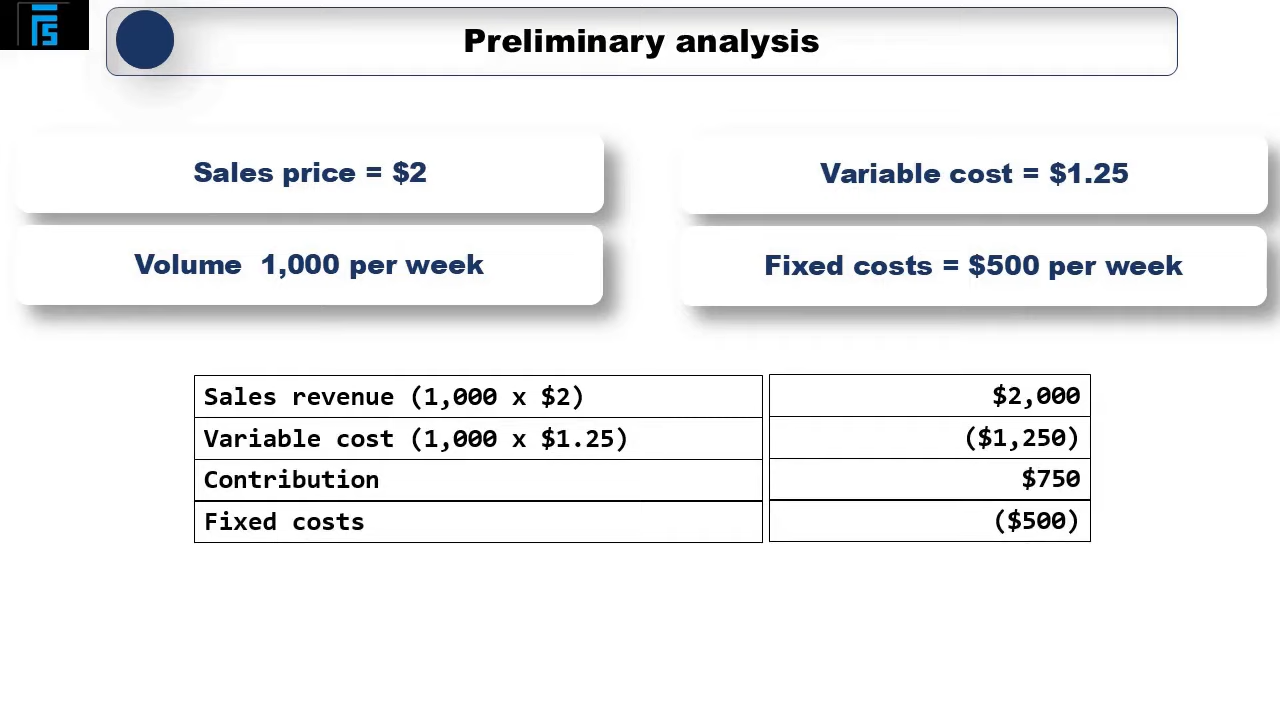 Preliminary analysis
Sales price = $2
Variable cost = $1.25
Volume 1,000 per week
Fixed costs = $500 per week
Sales revenue (1,000 x $2) $2,000
Variable cost (1,000 x $1.25) ($1,250)
Contribution $750
Fixed costs ($500)